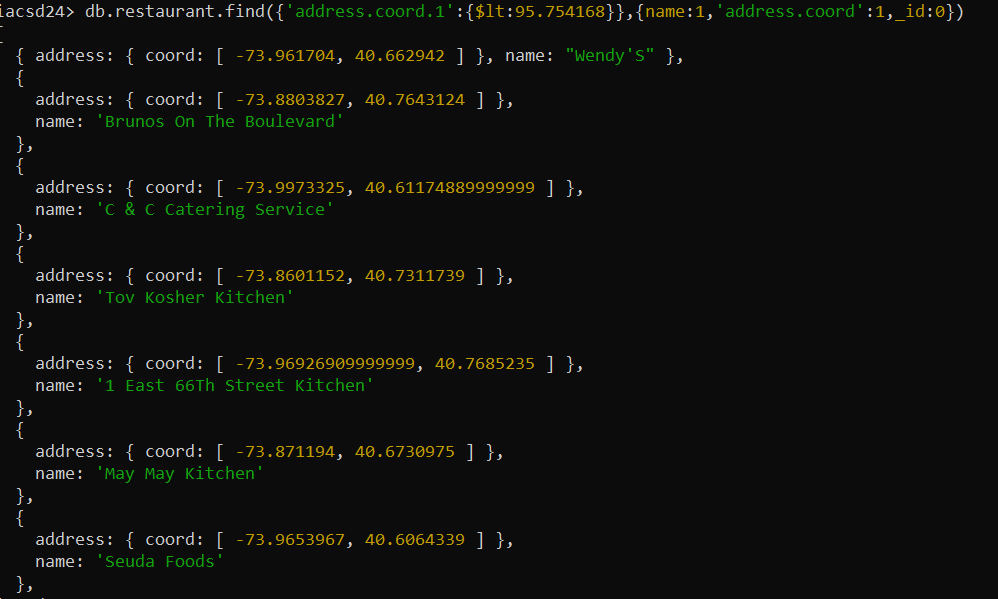 iacsd24> db.restaurant.find({'address.coord.1':{$lt:95.754168}},{name:1,'address.coord':1,_id:0})
[
  { address: { coord: [ -73.961704, 40.662942 ] }, name: "Wendy'S" },
  {
    address: { coord: [ -73.8803827, 40.7643124 ] },
    name: 'Brunos On The Boulevard'
  },
  {
    address: { coord: [ -73.9973325, 40.61174889999999 ] },
    name: 'C & C Catering Service'
  },
  {
    address: { coord: [ -73.8601152, 40.7311739 ] },
    name: 'Tov Kosher Kitchen'
  },
  {
    address: { coord: [ -73.96926909999999, 40.7685235 ] },
    name: '1 East 66Th Street Kitchen'
  },
  {
    address: { coord: [ -73.871194, 40.6730975 ] },
    name: 'May May Kitchen'
  },
  {
    address: { coord: [ -73.9653967, 40.6064339 ] },
    name: 'Seuda Foods'
  },